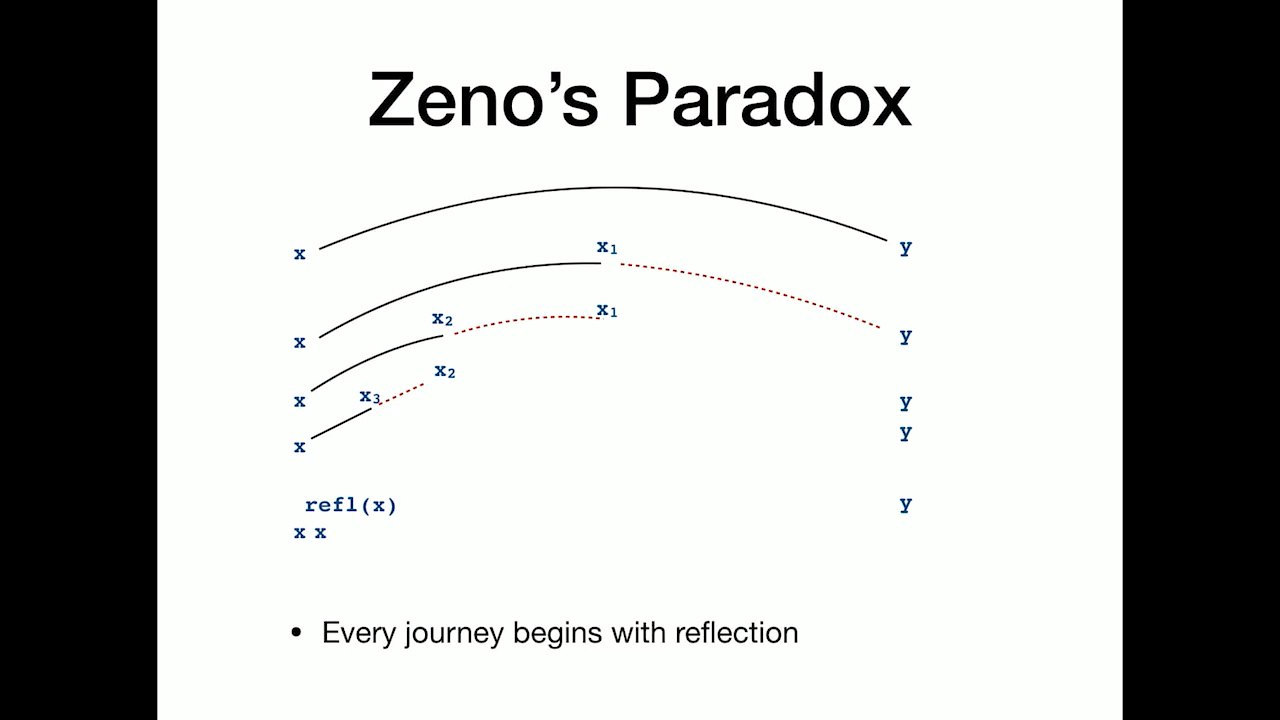 Zeno's Paradox
x y
x₁
x y
x₂ x₁
x y
x₃ x₂
x y
refl(x) y
x x
• Every journey begins with reflection